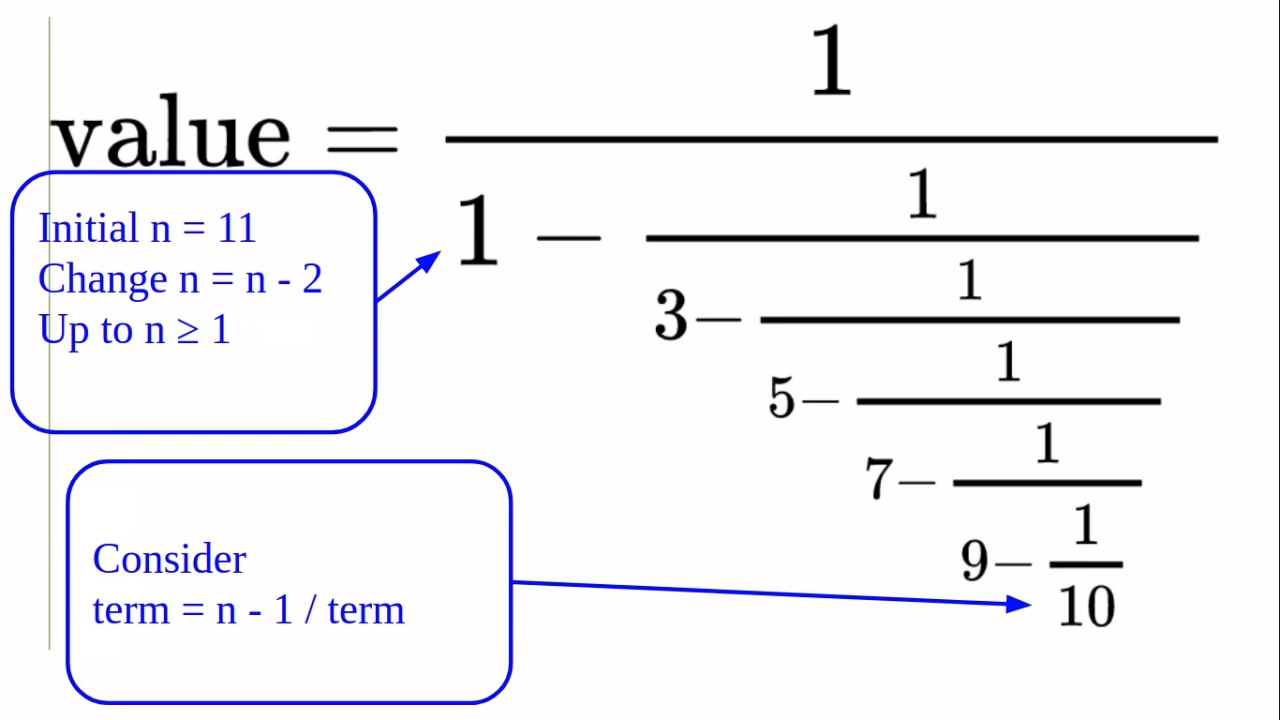 value = 1
1 − 1
3− 1
5− 1
7− 1
9− 1
10
Initial n = 11
Change n = n - 2
Up to n ≥ 1
Consider
term = n - 1 / term